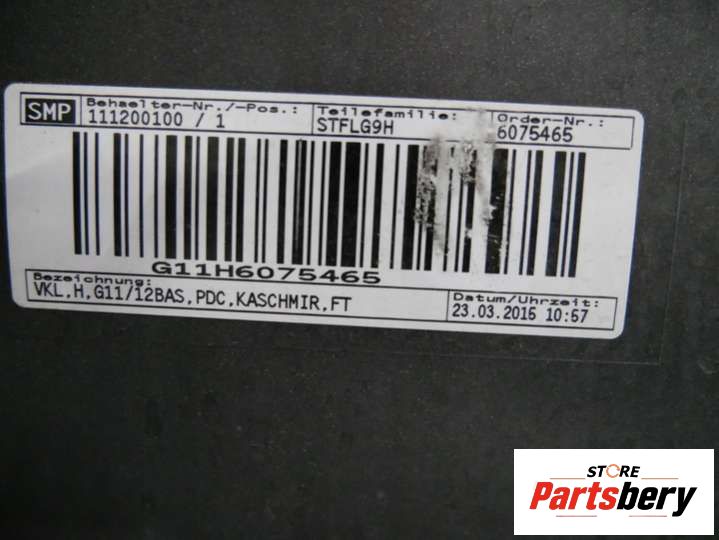 SMP
Behaelter-Nr./-Pos.:
111200100 / 1
Teilefamilie:
STFLG9H
Order-Nr.:
6075465
G11H6075465
Bezeichnung:
VKL,H,G11/12BAS,PDC,KASCHMIR,FT
Datum/Uhrzeit:
23.03.2016 10:57
STORE
Partsbery